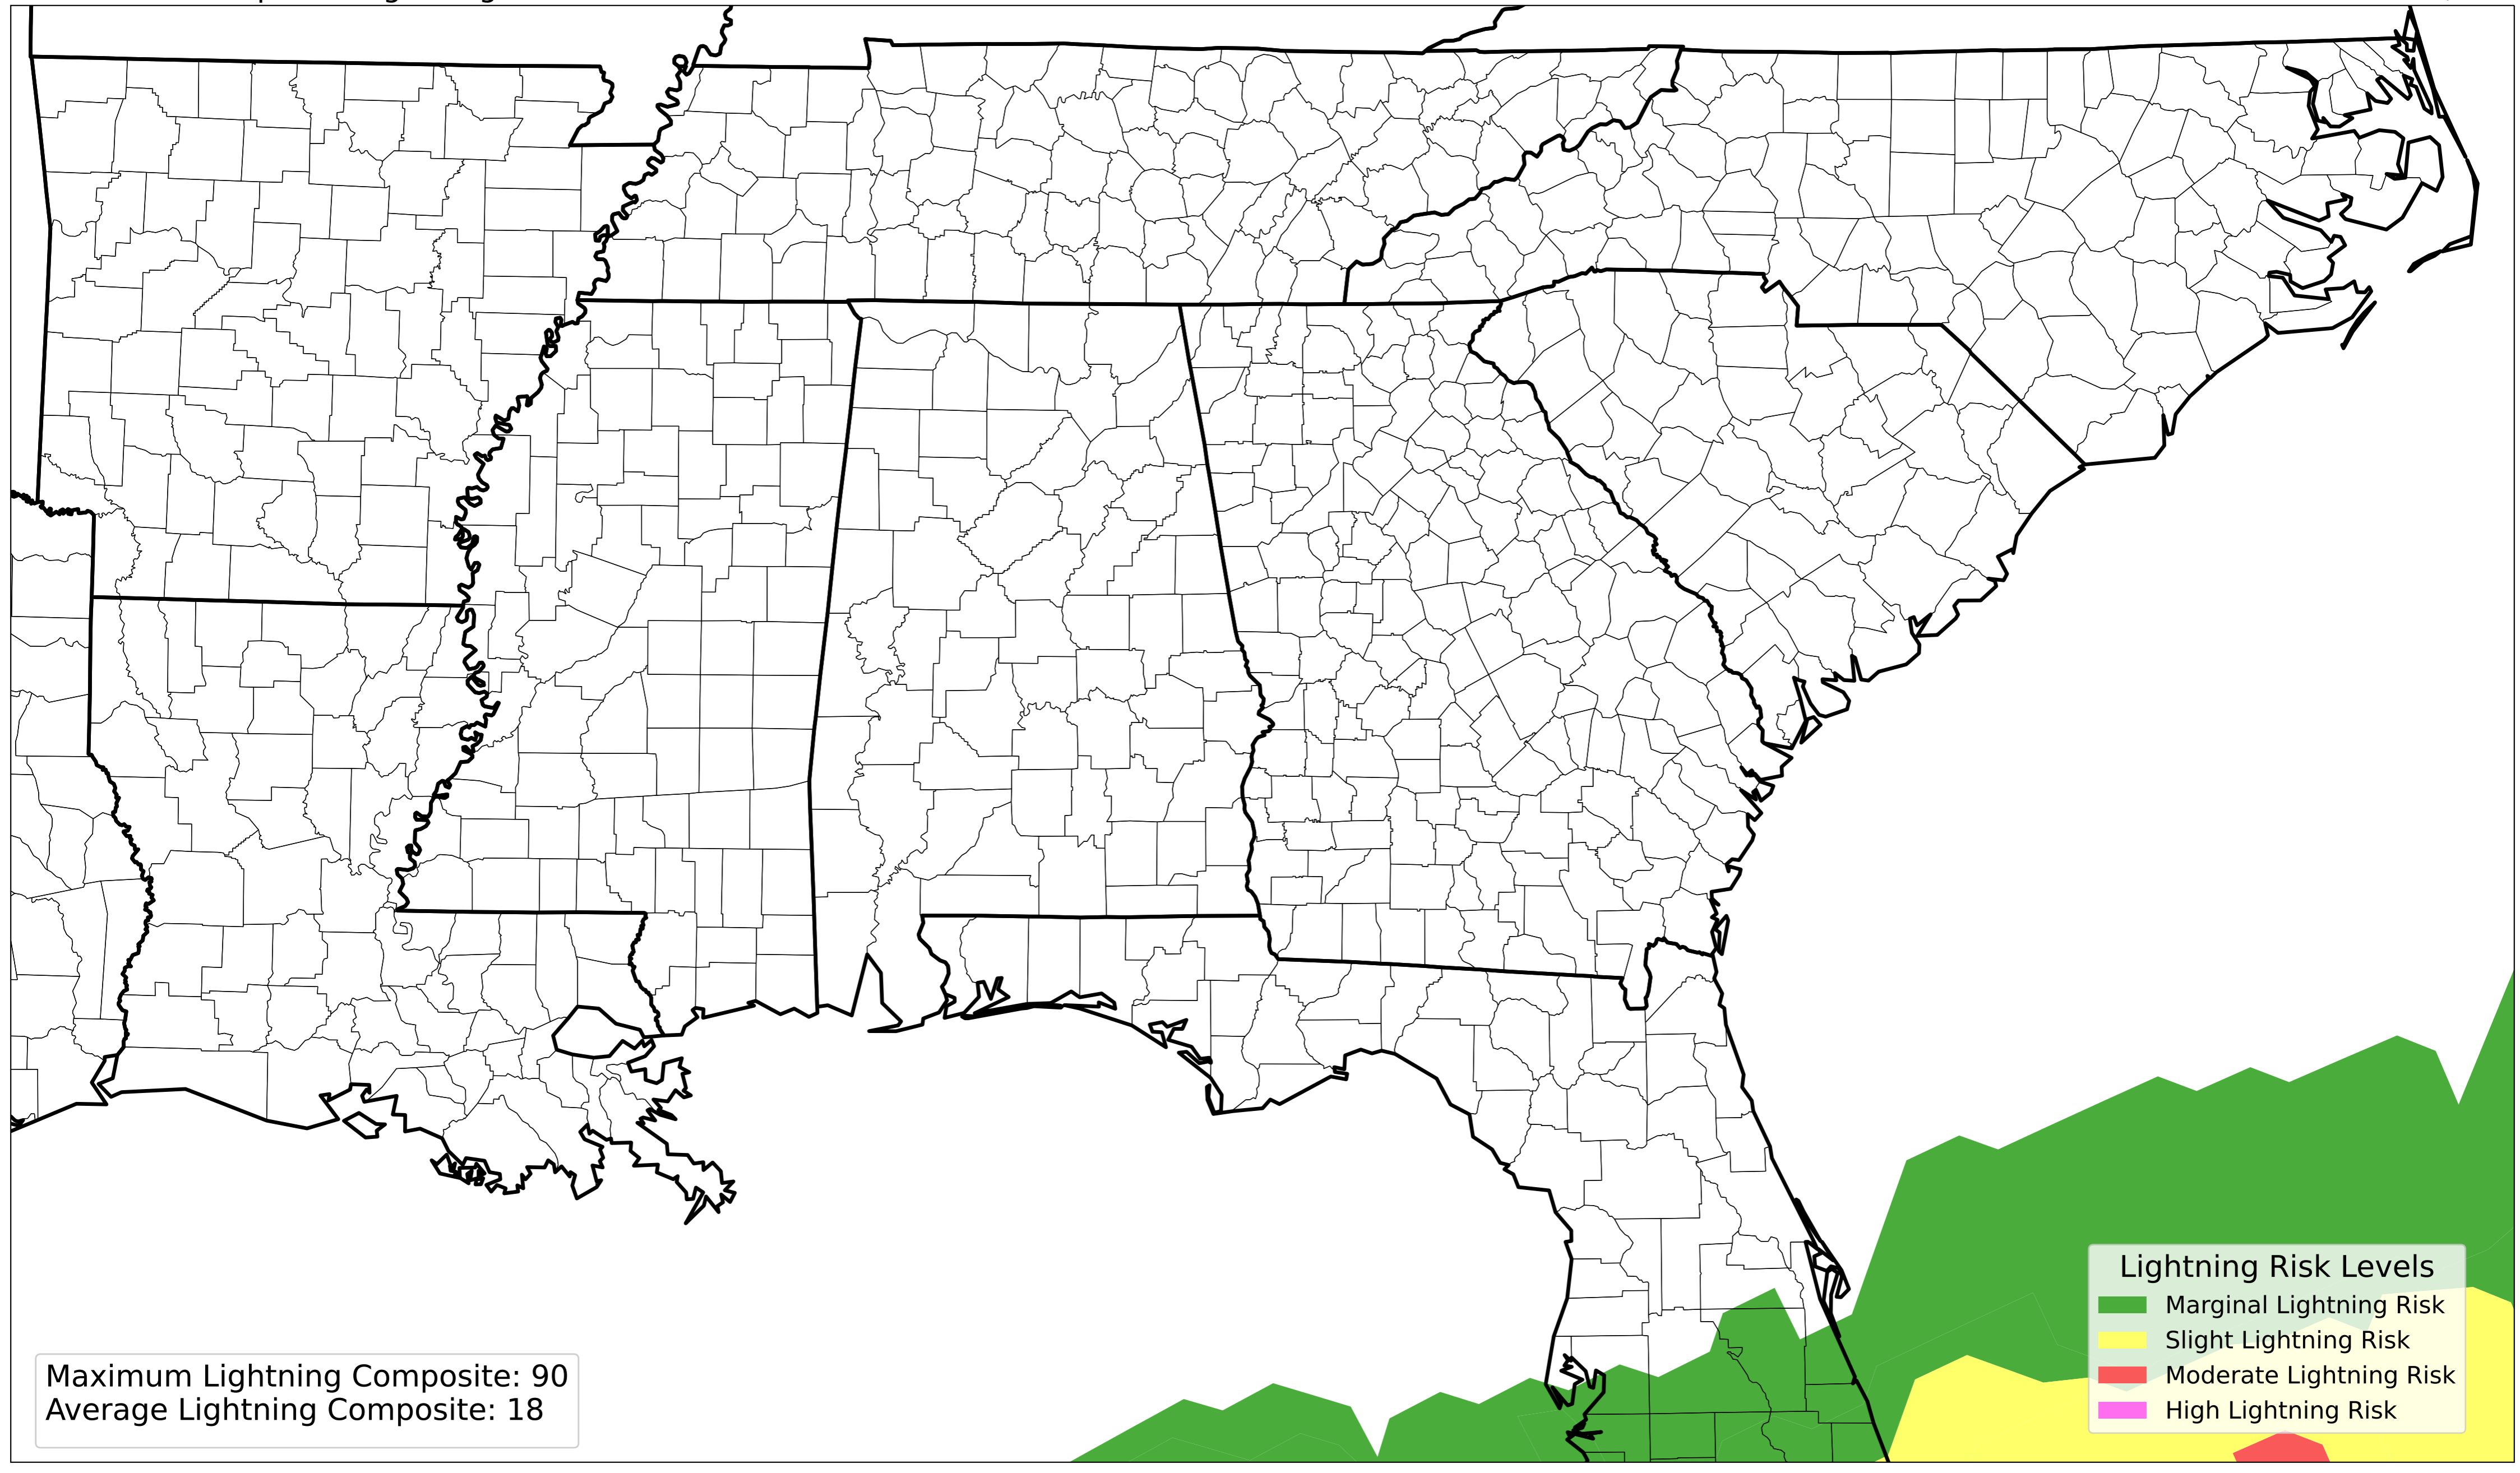 Lightning Risk Levels
Marginal Lightning Risk
Slight Lightning Risk
Moderate Lightning Risk
High Lightning Risk
Maximum Lightning Composite: 90
Average Lightning Composite: 18